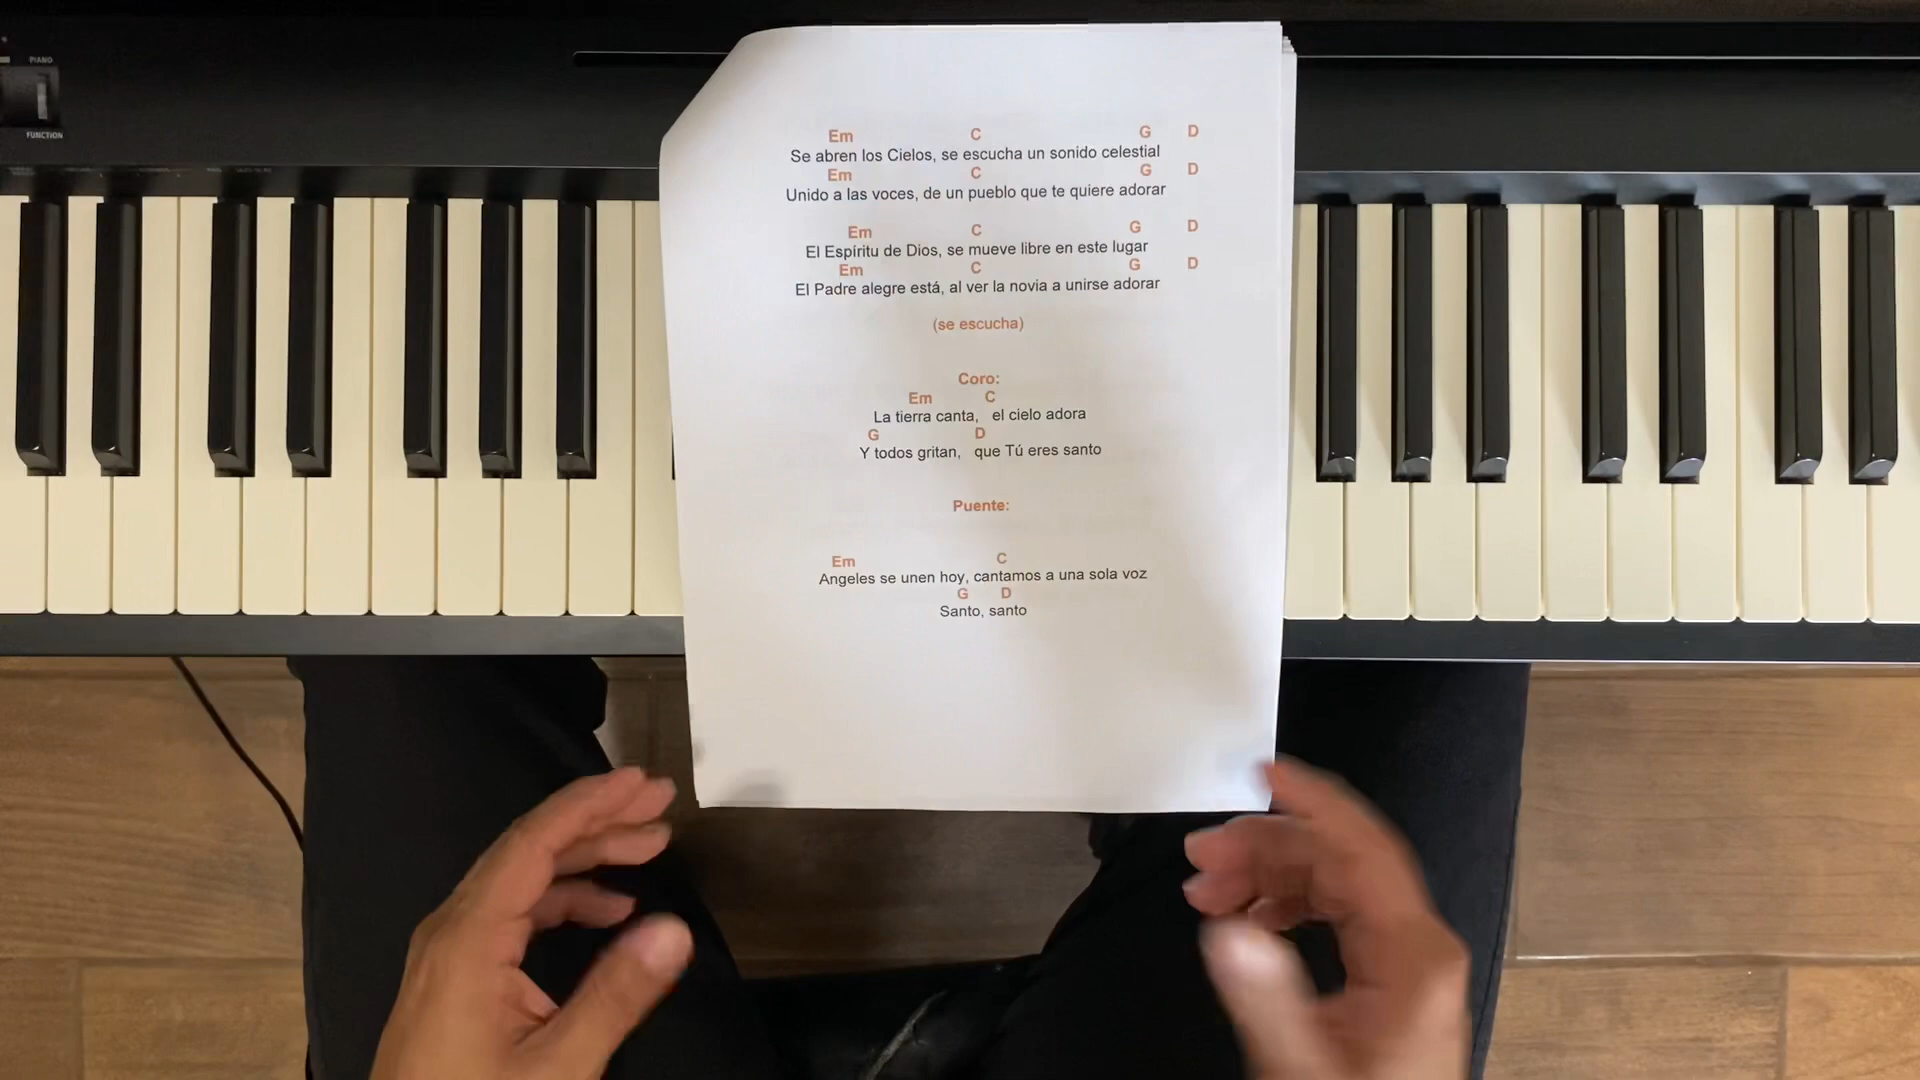 PIANO
FUNCTION
Em C G D
Se abren los Cielos, se escucha un sonido celestial
Em C G D
Unido a las voces, de un pueblo que te quiere adorar
Em C G D
El Espíritu de Dios, se mueve libre en este lugar
Em C G D
El Padre alegre está, al ver la novia a unirse adorar
(se escucha)
Coro:
Em C
La tierra canta, el cielo adora
G D
Y todos gritan, que Tú eres santo
Puente:
Em C
Angeles se unen hoy, cantamos a una sola voz
G D
Santo, santo